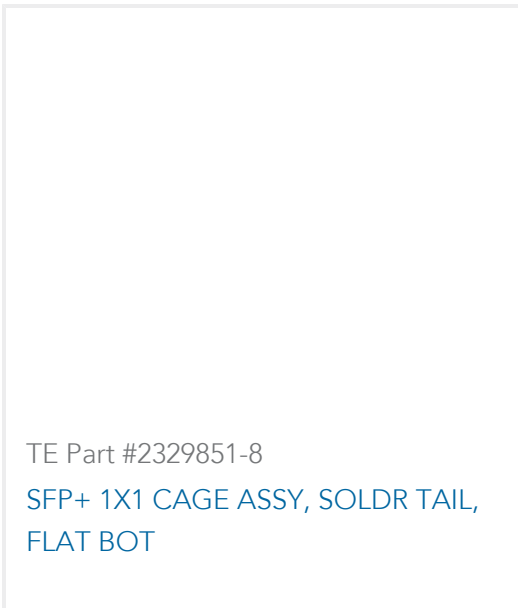 TE Part #2329851-8
SFP+ 1X1 CAGE ASSY, SOLDR TAIL,
FLAT BOT